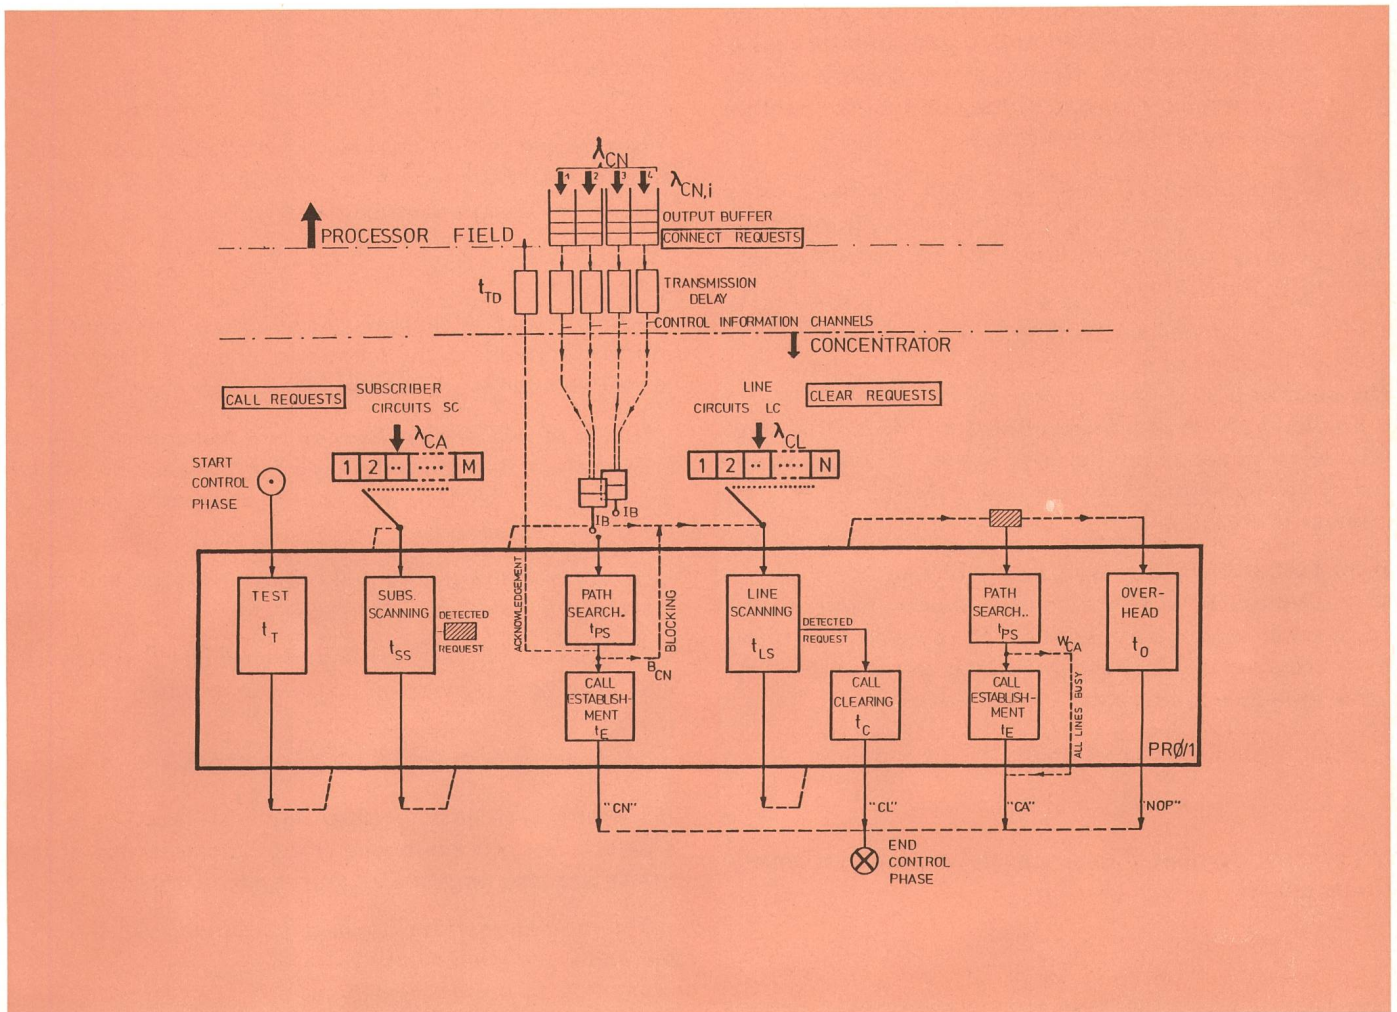 λCN
1 2 3 4
λCN,i
OUTPUT BUFFER
CONNECT REQUESTS
PROCESSOR FIELD
tTD
TRANSMISSION
DELAY
CONTROL INFORMATION CHANNELS
CONCENTRATOR
CALL REQUESTS
SUBSCRIBER
CIRCUITS SC
λCA
1 2 .. .... M
LINE
CIRCUITS LC
CLEAR REQUESTS
λCL
1 2 .. .... N
START
CONTROL
PHASE
IB
IB
TEST
tT
SUBS.
SCANNING
tSS
DETECTED
REQUEST
ACKNOWLEDGEMENT
PATH
SEARCH..
tPS
BLOCKING
BCN
CALL
ESTABLISH-
MENT
tE
LINE
SCANNING
tLS
DETECTED
REQUEST
CALL
CLEARING
tC
PATH
SEARCH..
tPS
WCA
CALL
ESTABLISH-
MENT
tE
ALL LINES BUSY
OVER-
HEAD
tO
PRØ/1
"CN"
"CL"
"CA"
"NOP"
END
CONTROL
PHASE